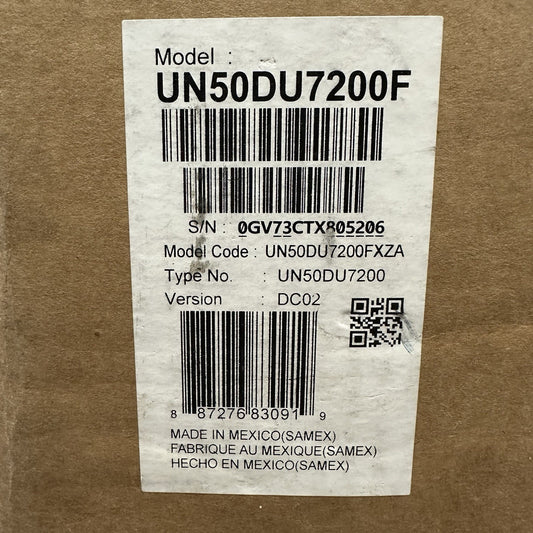 Model :
UN50DU7200F
S/N : 0GV73CTX805206
Model Code : UN50DU7200FXZA
Type No. : UN50DU7200
Version : DC02
8 87276 83091 9
MADE IN MEXICO(SAMEX)
FABRIQUE AU MEXIQUE(SAMEX)
HECHO EN MEXICO(SAMEX)